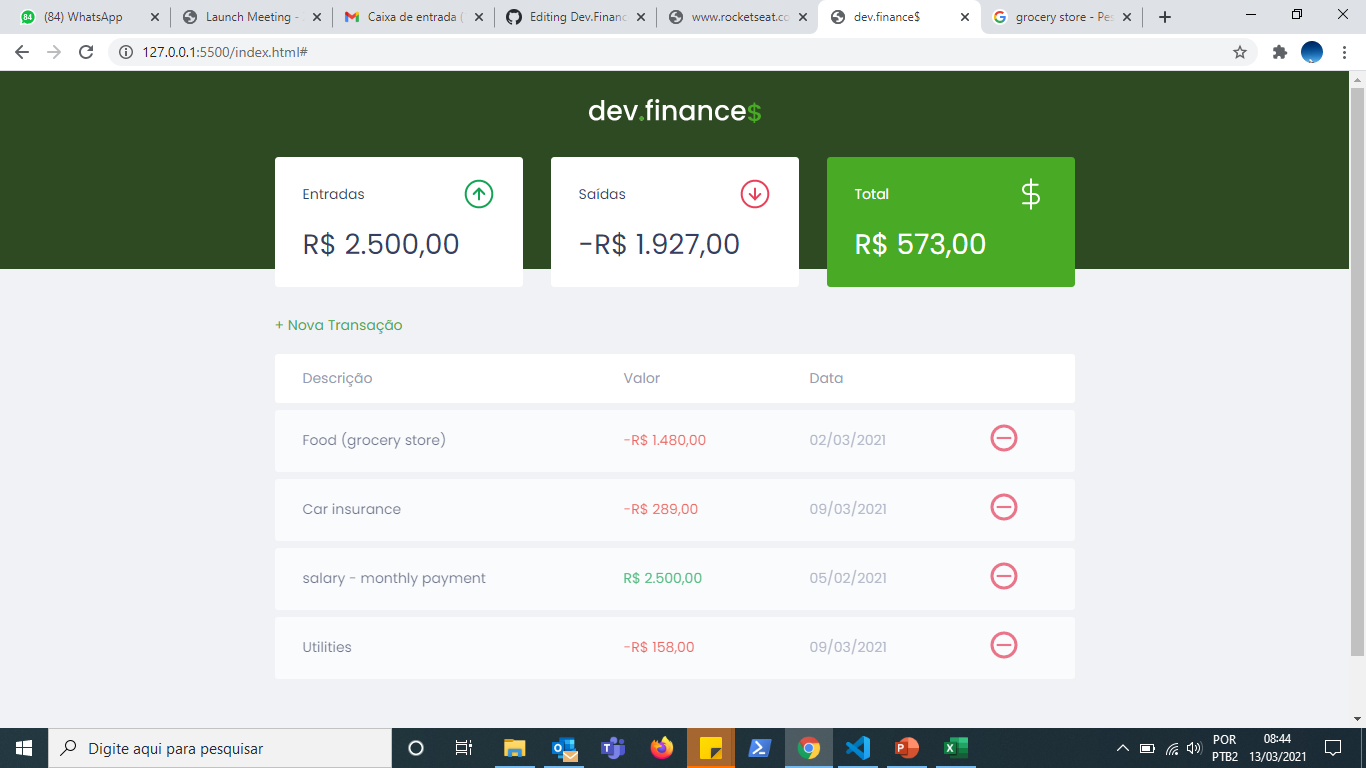 (84) WhatsApp
Launch Meeting -
Caixa de entrada (
Editing Dev.Financ
www.rocketseat.co
dev.finance$
grocery store - Pes
127.0.0.1:5500/index.html#
dev.finance$
Entradas
R$ 2.500,00
Saídas
-R$ 1.927,00
Total
$
R$ 573,00
+ Nova Transação
Descrição Valor Data
Food (grocery store) -R$ 1.480,00 02/03/2021
Car insurance -R$ 289,00 09/03/2021
salary - monthly payment R$ 2.500,00 05/02/2021
Utilities -R$ 158,00 09/03/2021
Digite aqui para pesquisar
POR
PTB2
08:44
13/03/2021